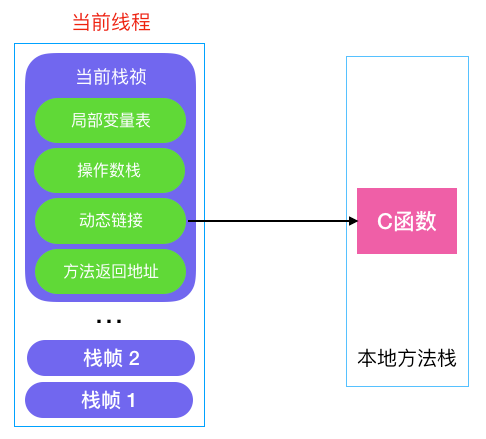 当前线程
当前栈祯
局部变量表
操作数栈
动态链接
方法返回地址
...
栈帧 2
栈帧 1
C函数
本地方法栈